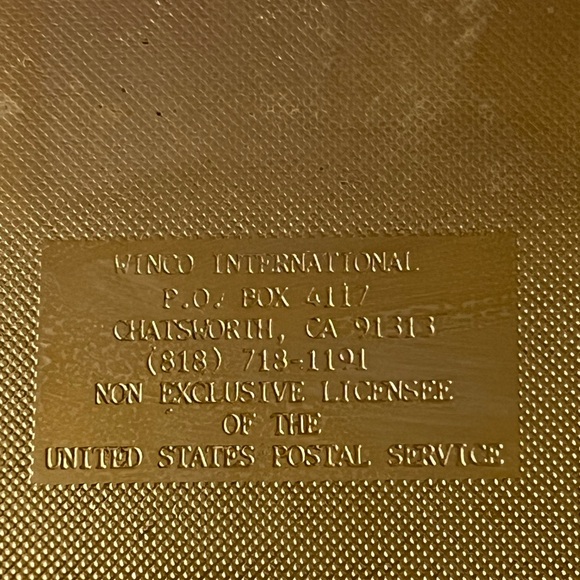 WINCO INTERNATIONAL
P.O. BOX 4117
CHATSWORTH, CA 91313
(818) 718-1191
NON EXCLUSIVE LICENSEE
OF THE
UNITED STATES POSTAL SERVICE